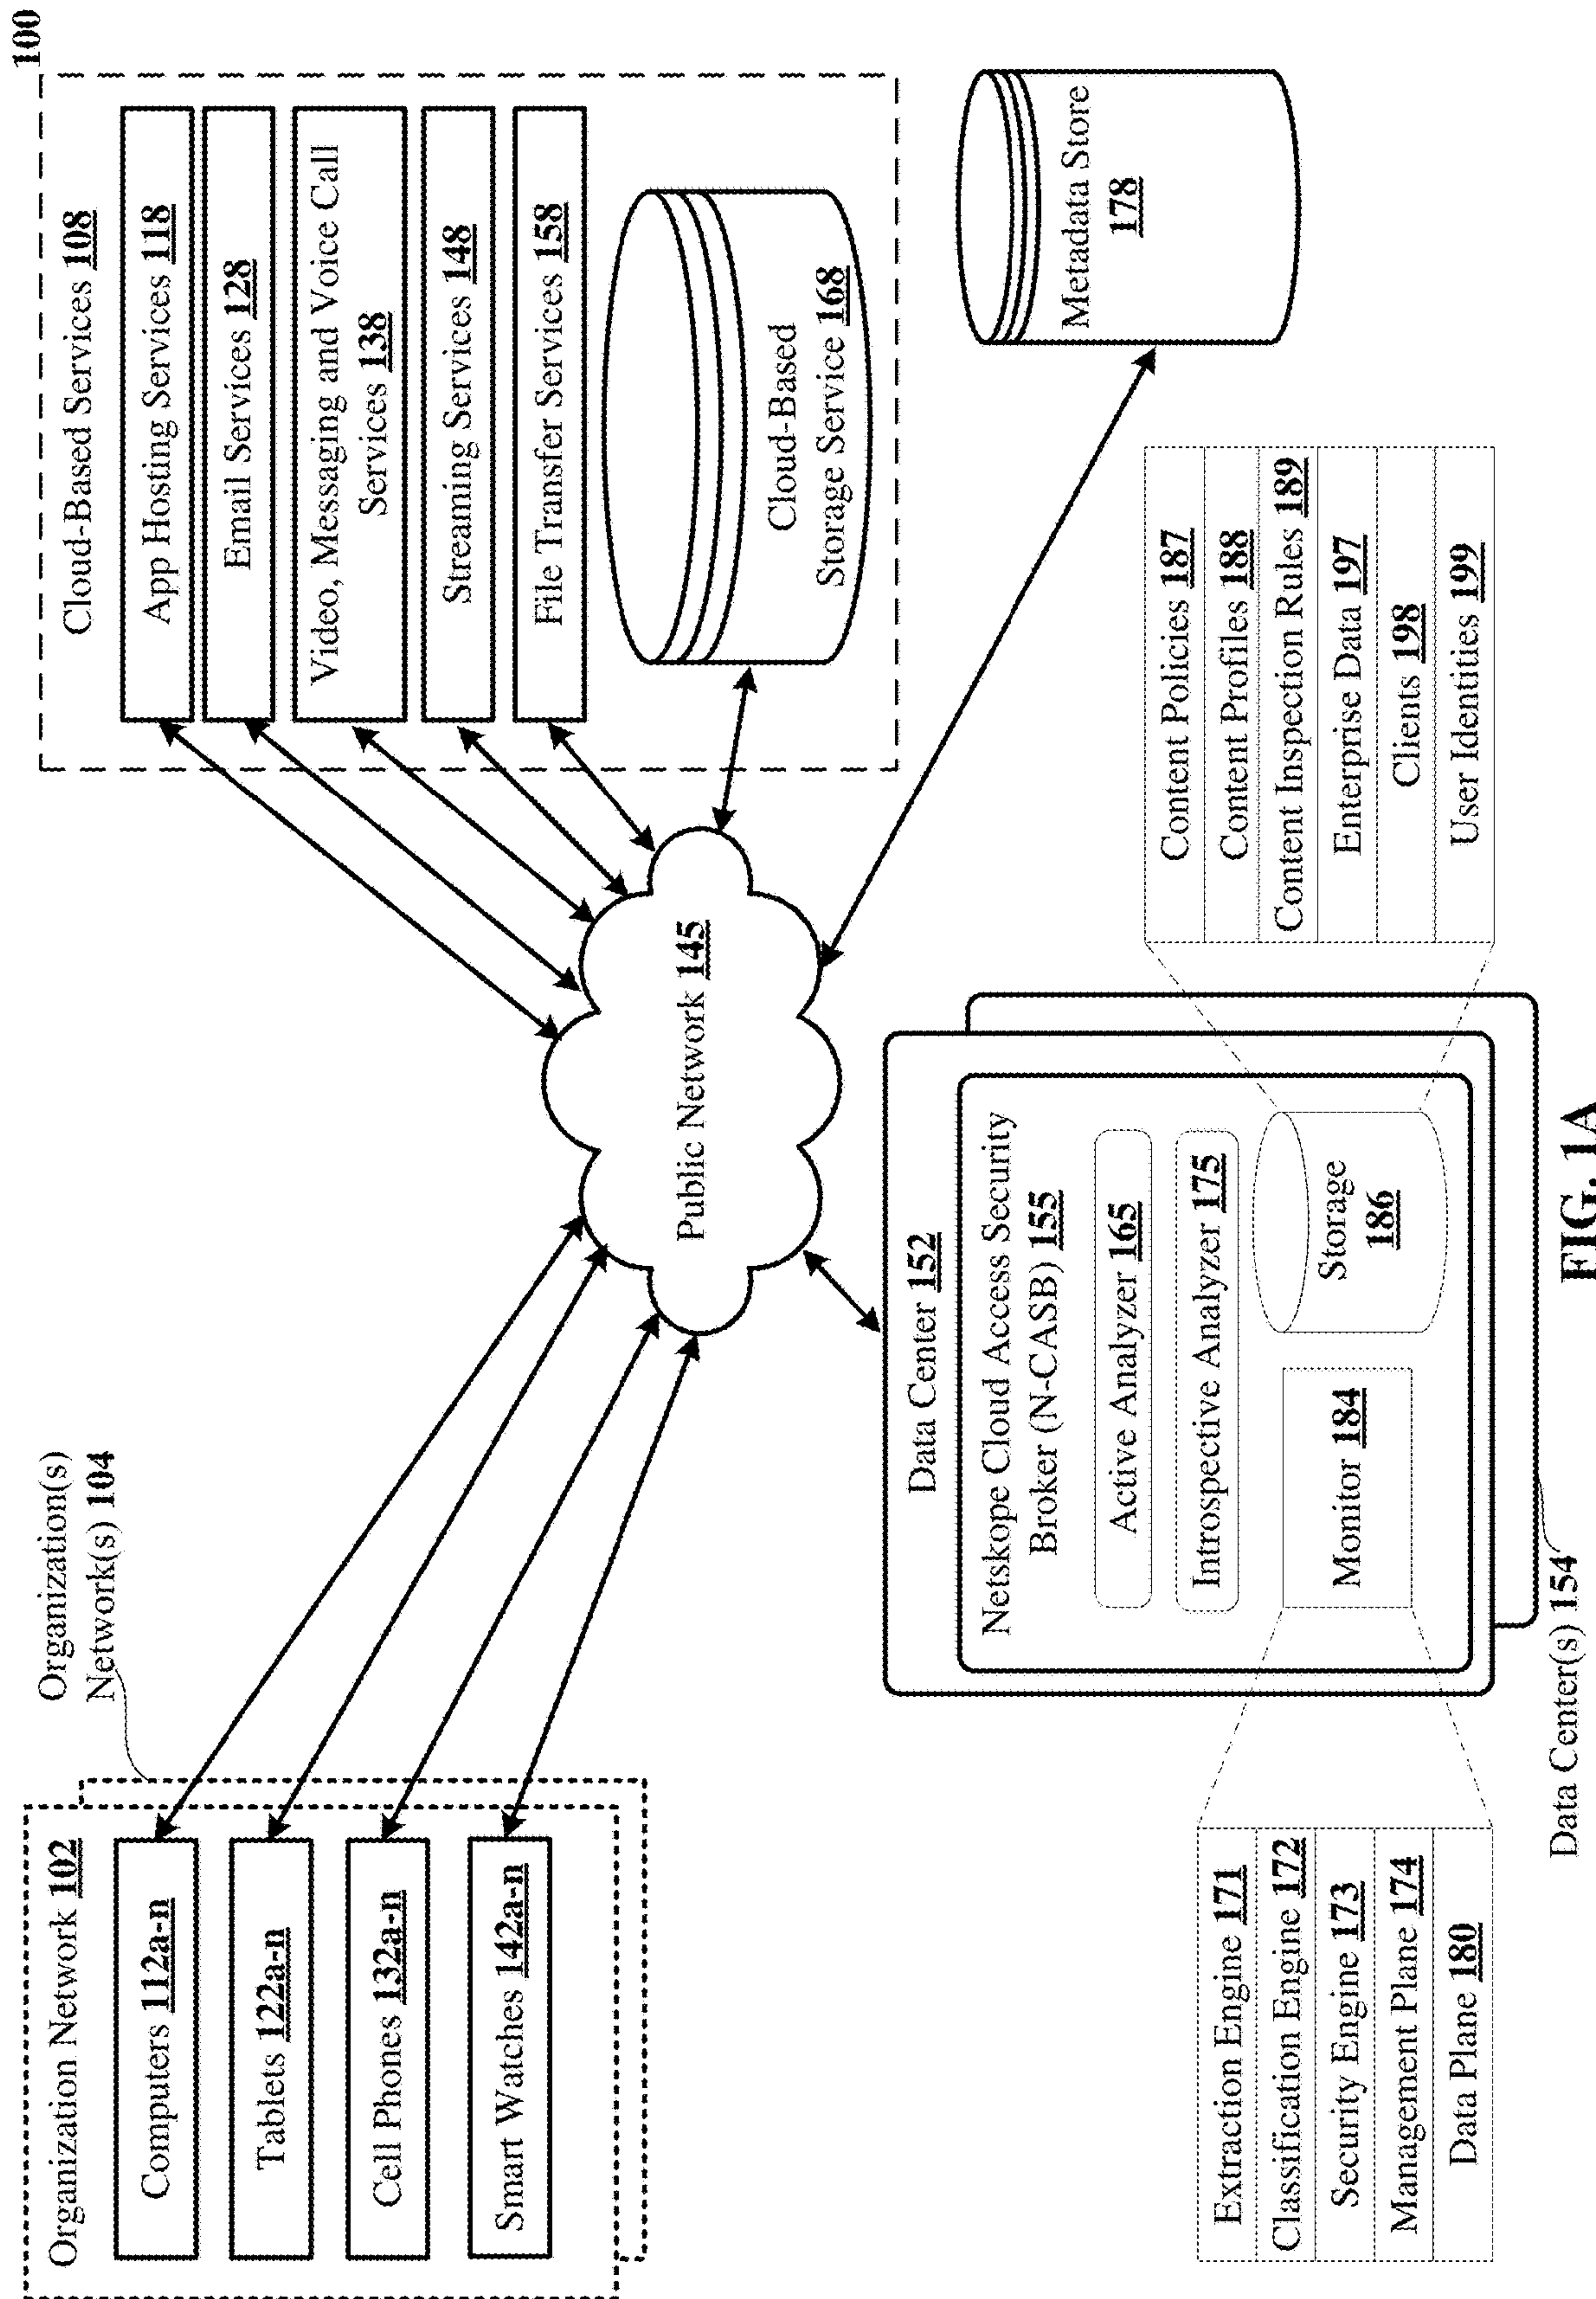 100
Organization(s)
Network(s) 104
Organization Network 102
Computers 112a-n
Tablets 122a-n
Cell Phones 132a-n
Smart Watches 142a-n
Public Network 145
Cloud-Based Services 108
App Hosting Services 118
Email Services 128
Video, Messaging and Voice Call
Services 138
Streaming Services 148
File Transfer Services 158
Cloud-Based
Storage Service 168
Metadata Store
178
Data Center 152
Netskope Cloud Access Security
Broker (N-CASB) 155
Active Analyzer 165
Introspective Analyzer 175
Monitor 184
Storage
186
Extraction Engine 171
Classification Engine 172
Security Engine 173
Management Plane 174
Data Plane 180
Content Policies 187
Content Profiles 188
Content Inspection Rules 189
Enterprise Data 197
Clients 198
User Identities 199
Data Center(s) 154
FIG. 1A